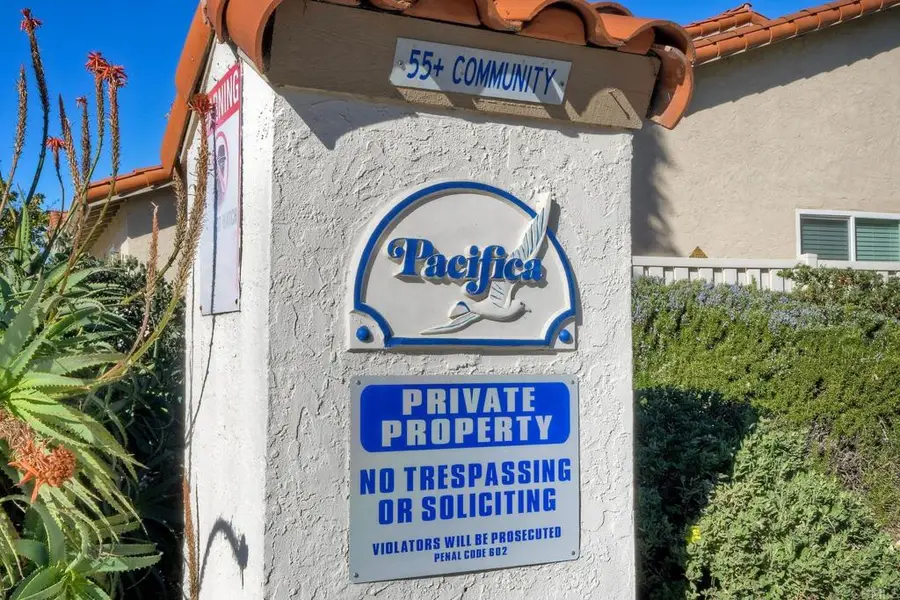 55+ COMMUNITY
Pacifica
PRIVATE
PROPERTY
NO TRESPASSING
OR SOLICITING
VIOLATORS WILL BE PROSECUTED
PENAL CODE 602